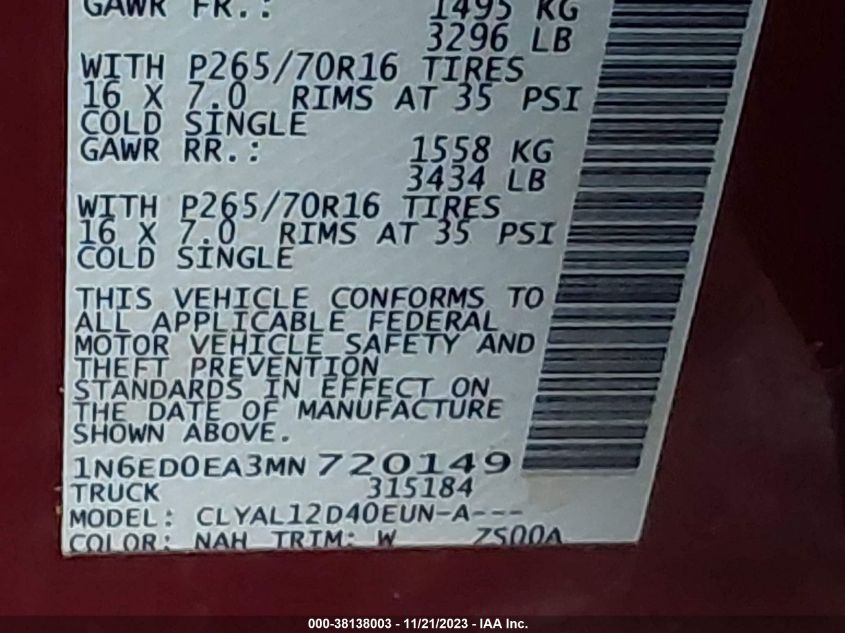 GAWR FR.: 1495 KG
3296 LB
WITH P265/70R16 TIRES
16 X 7.0 RIMS AT 35 PSI
COLD SINGLE
GAWR RR.: 1558 KG
3434 LB
WITH P265/70R16 TIRES
16 X 7.0 RIMS AT 35 PSI
COLD SINGLE
THIS VEHICLE CONFORMS TO
ALL APPLICABLE FEDERAL
MOTOR VEHICLE SAFETY AND
THEFT PREVENTION
STANDARDS IN EFFECT ON
THE DATE OF MANUFACTURE
SHOWN ABOVE.
1N6ED0EA3MN720149
TRUCK 315184
MODEL: CLYAL12D40EUN-A---
COLOR: NAH TRIM: W 7S00A
000-38138003 - 11/21/2023 - IAA Inc.